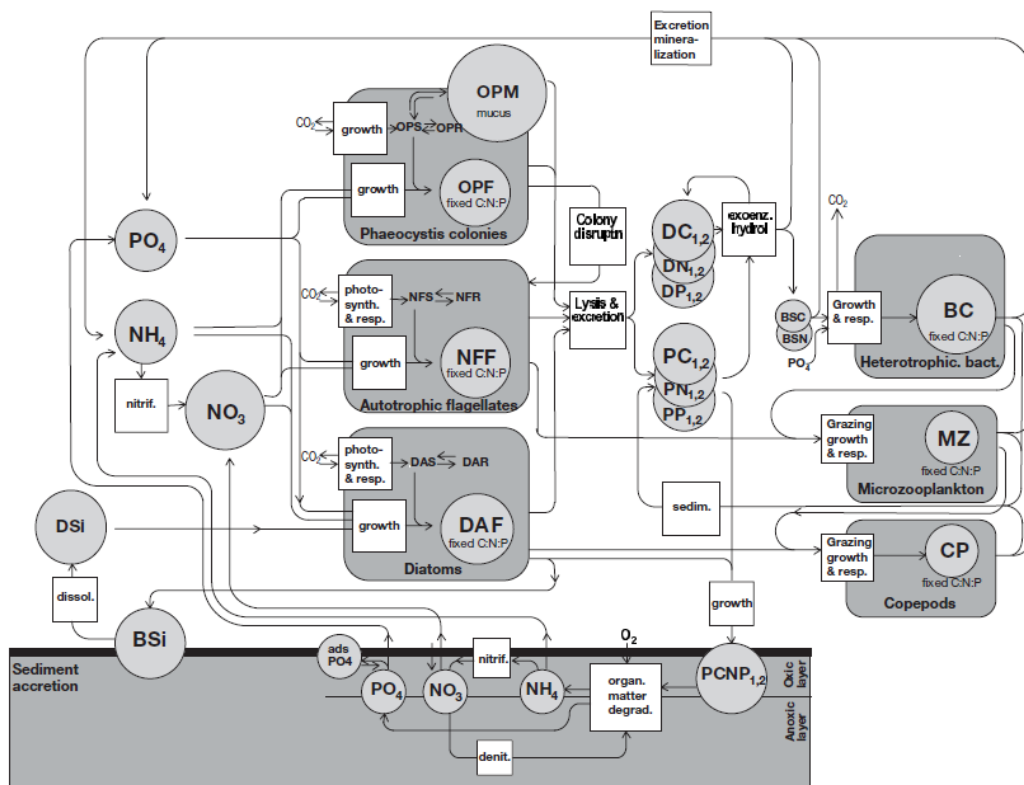 Excretion
minera-
lization
OPM
mucus
CO2
growth
OPS
OPR
growth
OPF
fixed C:N:P
Phaeocystis colonies
PO4
Colony
disruptn
DC1,2
DN1,2
DP1,2
exoenz.
hydrol
CO2
NH4
nitrif.
NO3
CO2
photo-
synth.
& resp.
NFS
NFR
growth
NFF
fixed C:N:P
Autotrophic flagellates
Lysis &
excretion
PC1,2
PN1,2
PP1,2
BSC
BSN
PO4
Growth
& resp.
BC
fixed C:N:P
Heterotrophic. bact.
Grazing
growth
& resp.
MZ
fixed C:N:P
Microzooplankton
CO2
photo-
synth.
& resp.
DAS
DAR
growth
DAF
fixed C:N:P
Diatoms
sedim.
DSi
dissol.
BSi
Grazing
growth
& resp.
CP
fixed C:N:P
Copepods
growth
Sediment
accretion
ads
PO4
PO4
NO3
nitrif.
NH4
O2
organ.
matter
degrad.
PCNP1,2
denit.
Oxic
layer
Anoxic
layer